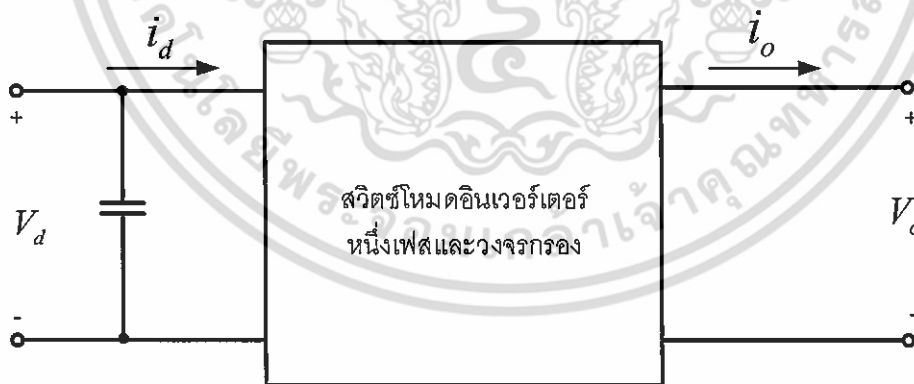 i_d
i_o
+
+
V_d
สวิตซ์โหมดอินเวอร์เตอร์
หนึ่งเฟสและวงจรกรอง
-
-